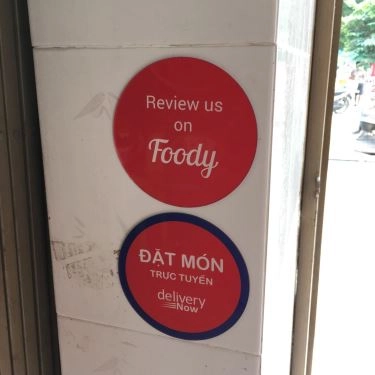 Review us
on
Foody
ĐẶT MÓN
TRỰC TUYẾN
delivery
Now